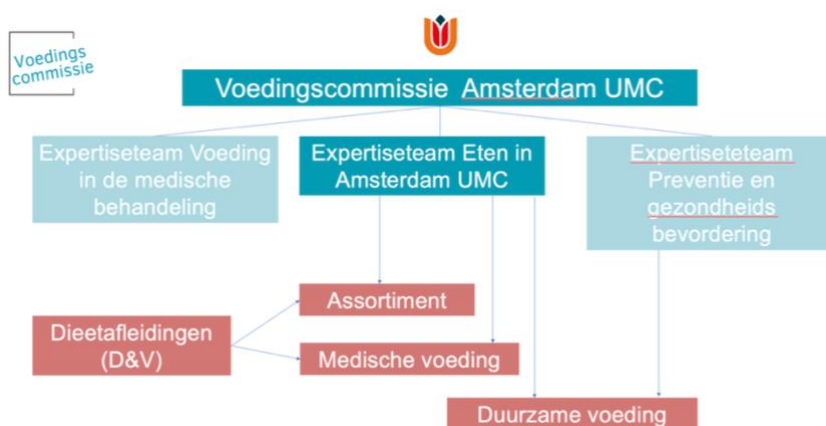 Voedings
commissie
Voedingscommissie Amsterdam UMC
Expertiseteam Voeding
in de medische
behandeling
Expertiseteam Eten in
Amsterdam UMC
Expertiseteteam
Preventie en
gezondheids
bevordering
Assortiment
Dieetafleidingen
(D&V)
Medische voeding
Duurzame voeding